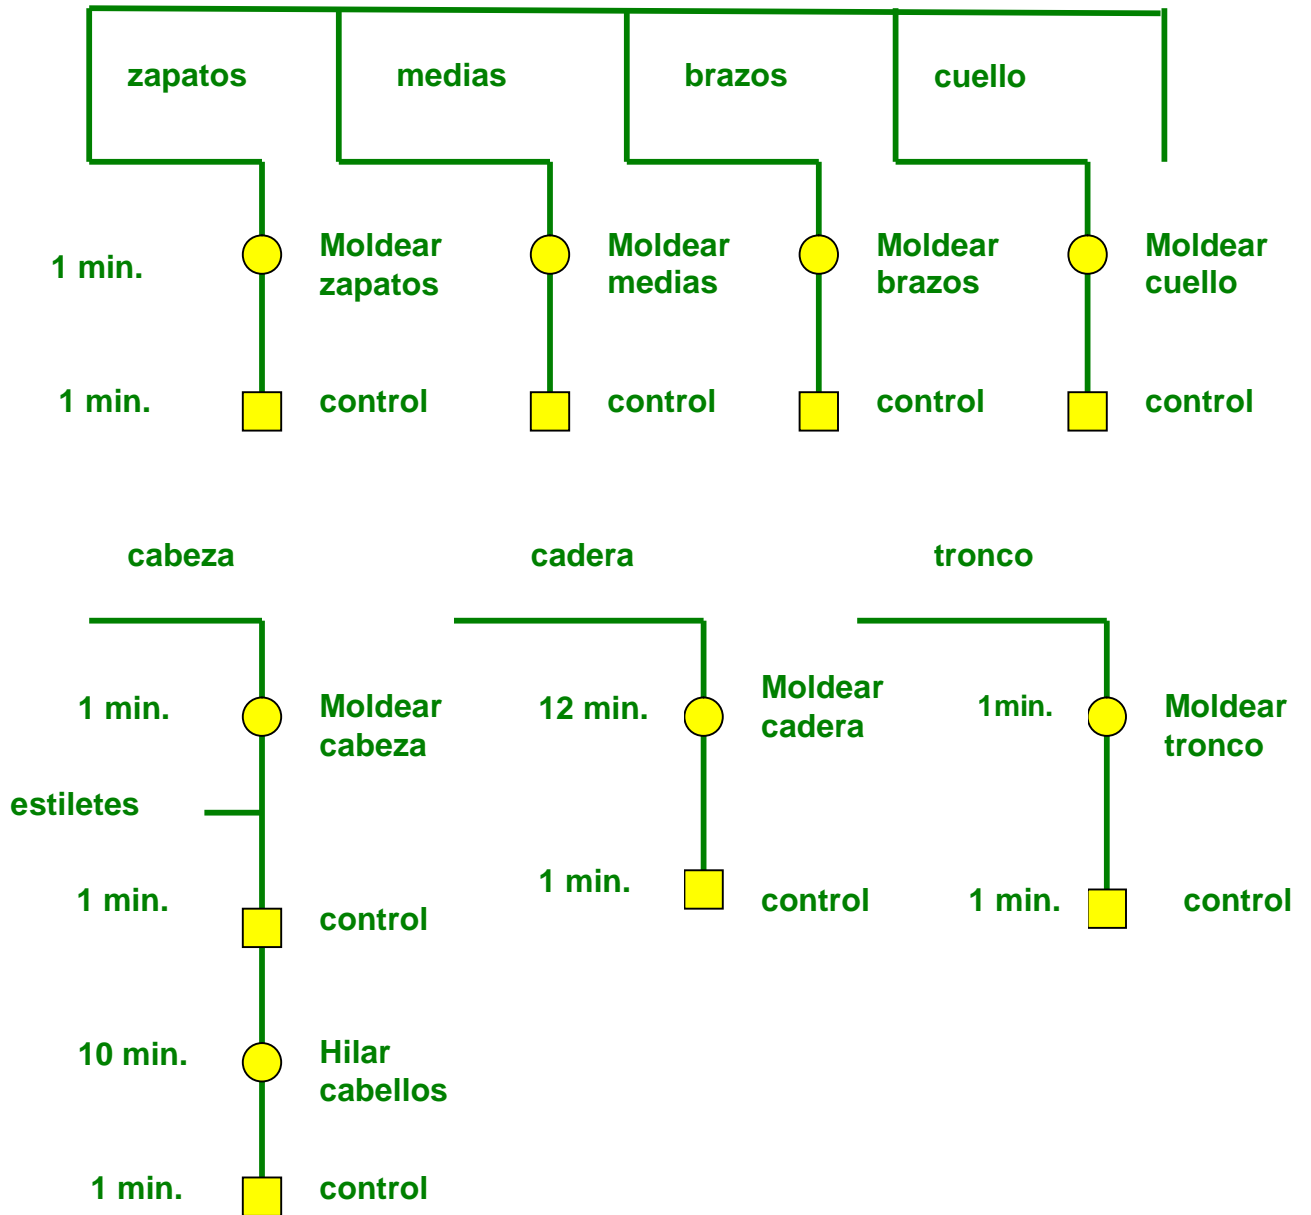 zapatos medias brazos cuello
1 min. Moldear zapatos Moldear medias Moldear brazos Moldear cuello
1 min. control control control control
cabeza cadera tronco
1 min. Moldear cabeza 12 min. Moldear cadera 1min. Moldear tronco
estiletes
1 min. control 1 min. control 1 min. control
10 min. Hilar cabellos
1 min. control